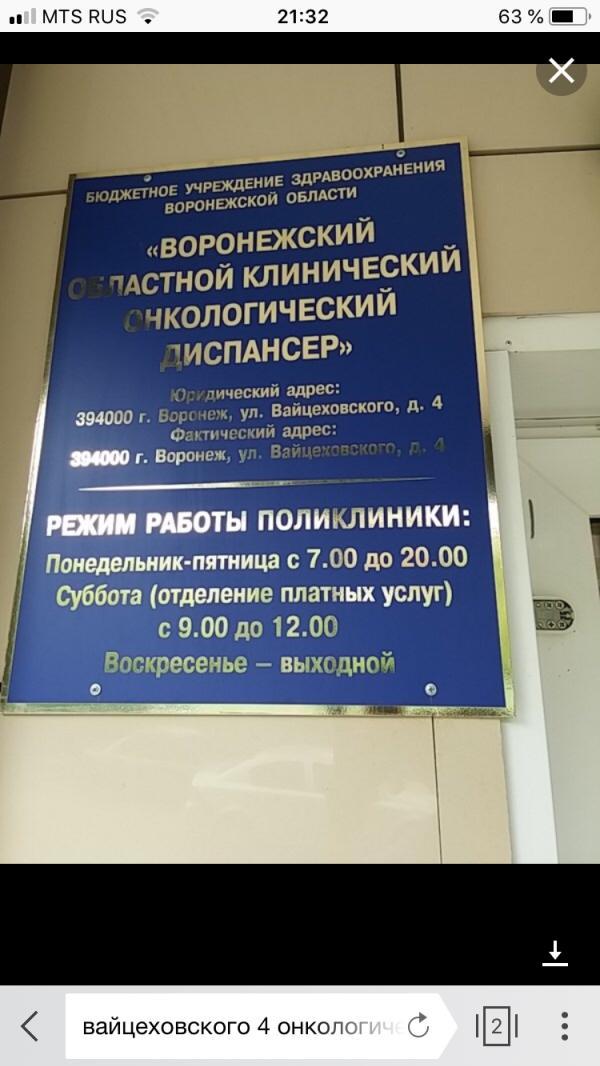 MTS RUS
21:32
63 %
БЮДЖЕТНОЕ УЧРЕЖДЕНИЕ ЗДРАВООХРАНЕНИЯ
ВОРОНЕЖСКОЙ ОБЛАСТИ
«ВОРОНЕЖСКИЙ
ОБЛАСТНОЙ КЛИНИЧЕСКИЙ
ОНКОЛОГИЧЕСКИЙ
ДИСПАНСЕР»
Юридический адрес:
394000 г. Воронеж, ул. Вайцеховского, д. 4
Фактический адрес:
394000 г. Воронеж, ул. Вайцеховского, д. 4
РЕЖИМ РАБОТЫ ПОЛИКЛИНИКИ:
Понедельник-пятница с 7.00 до 20.00
Суббота (отделение платных услуг)
с 9.00 до 12.00
Воскресенье – выходной
вайцеховского 4 онкологиче
2